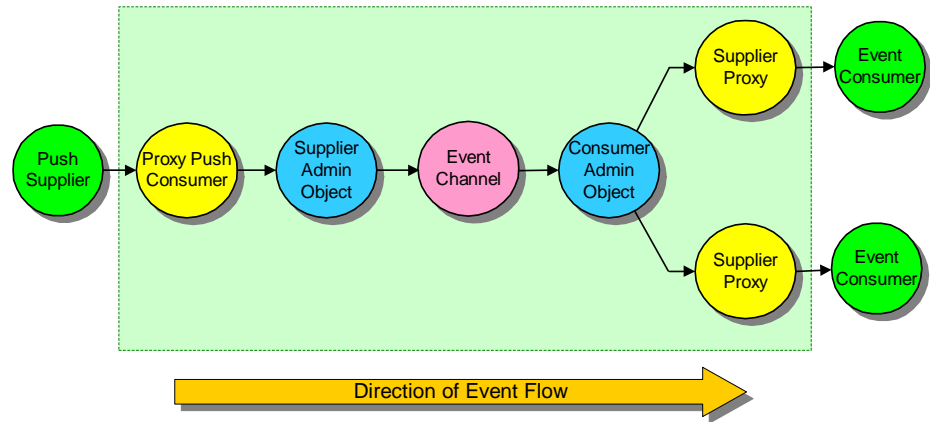 Push
Supplier
Proxy Push
Consumer
Supplier
Admin
Object
Event
Channel
Consumer
Admin
Object
Supplier
Proxy
Event
Consumer
Supplier
Proxy
Event
Consumer
Direction of Event Flow